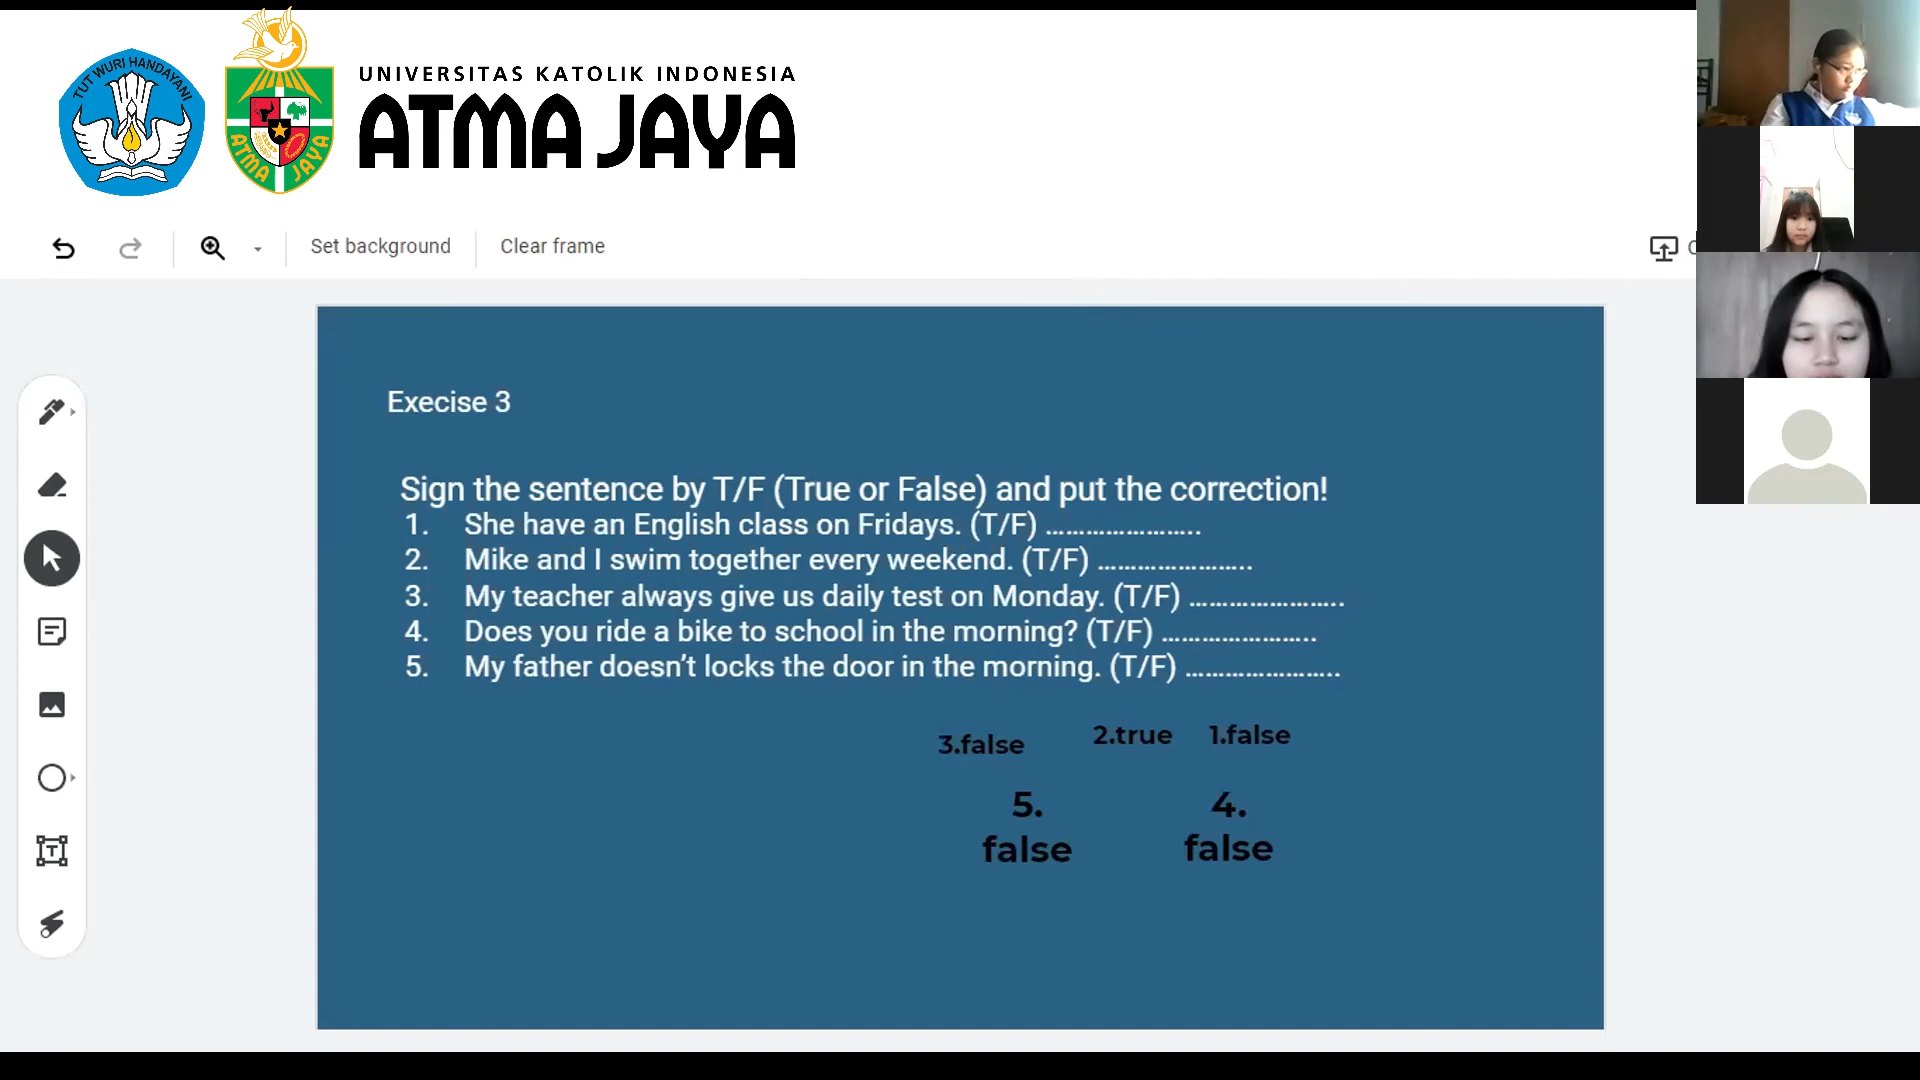 TUT WURI HANDAYANI
ATMA JAYA
UNIVERSITAS KATOLIK INDONESIA
ATMA JAYA
Set background
Clear frame
Execise 3
Sign the sentence by T/F (True or False) and put the correction!
1. She have an English class on Fridays. (T/F) .......................
2. Mike and I swim together every weekend. (T/F) .......................
3. My teacher always give us daily test on Monday. (T/F) .......................
4. Does you ride a bike to school in the morning? (T/F) .......................
5. My father doesn't locks the door in the morning. (T/F) .......................
3.false 2.true 1.false
5. 4.
false false